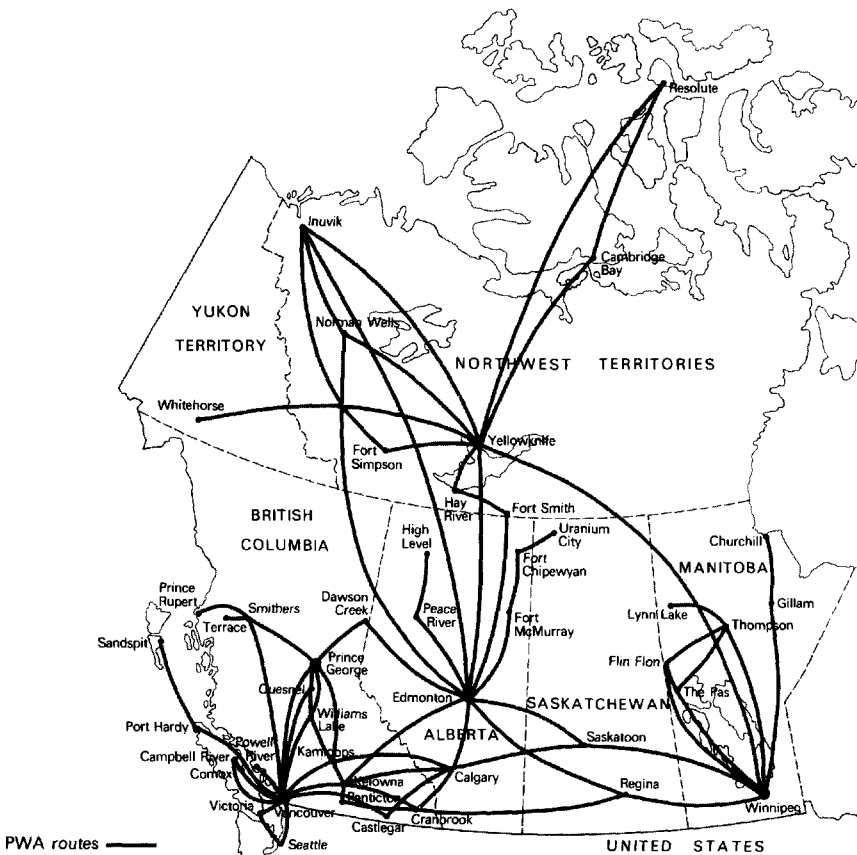 Resolute
Inuvik
Cambridge
Bay
YUKON
TERRITORY
Norman Wells
NORTHWEST TERRITORIES
Whitehorse
Yellowknife
Fort
Simpson
Hay
River
Fort Smith
BRITISH
COLUMBIA
High
Level
Uranium
City
Churchill
Fort
Chipewyan
MANITOBA
Prince
Rupert
Smithers
Dawson
Creek
Terrace
Peace
River
Fort
McMurray
Lynn Lake
Gillam
Thompson
Sandspit
Prince
George
Flin Flon
Quesnel
Edmonton
The Pas
SASKATCHEWAN
Williams
Lake
Port Hardy
ALBERTA
Saskatoon
Powell
River
Campbell River
Kamloops
Comox
Kelowna
Calgary
Regina
Penticton
Victoria
Vancouver
Cranbrook
Winnipeg
Castlegar
PWA routes
Seattle
UNITED STATES